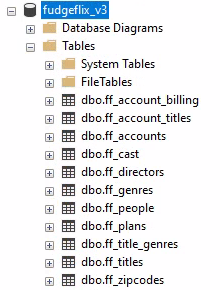 fudgeflix_v3
Database Diagrams
Tables
System Tables
FileTables
dbo.ff_account_billing
dbo.ff_account_titles
dbo.ff_accounts
dbo.ff_cast
dbo.ff_directors
dbo.ff_genres
dbo.ff_people
dbo.ff_plans
dbo.ff_title_genres
dbo.ff_titles
dbo.ff_zipcodes